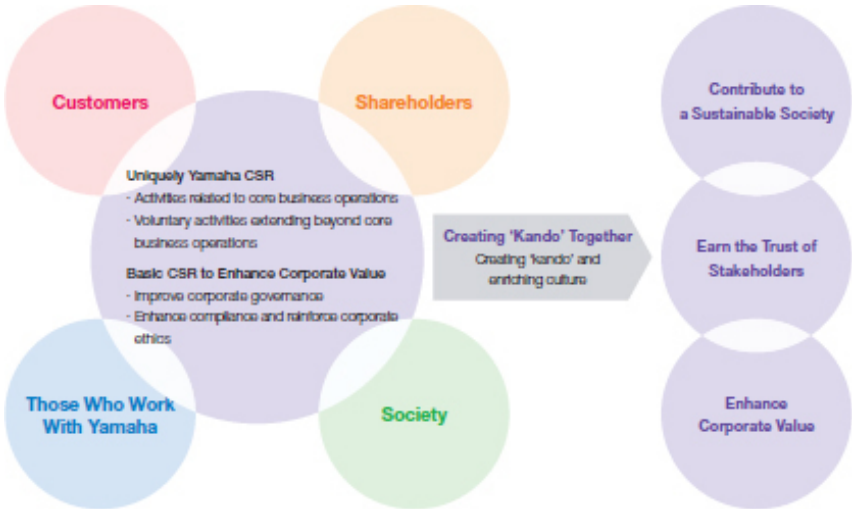 Customers
Shareholders
Uniquely Yamaha CSR
- Activities related to core business operations
- Voluntary activities extending beyond core
business operations
Basic CSR to Enhance Corporate Value
- Improve corporate governance
- Enhance compliance and reinforce corporate
ethics
Those Who Work
With Yamaha
Society
Creating ‘Kando’ Together
Creating ‘kando’ and
enriching culture
Contribute to
a Sustainable Society
Earn the Trust of
Stakeholders
Enhance
Corporate Value